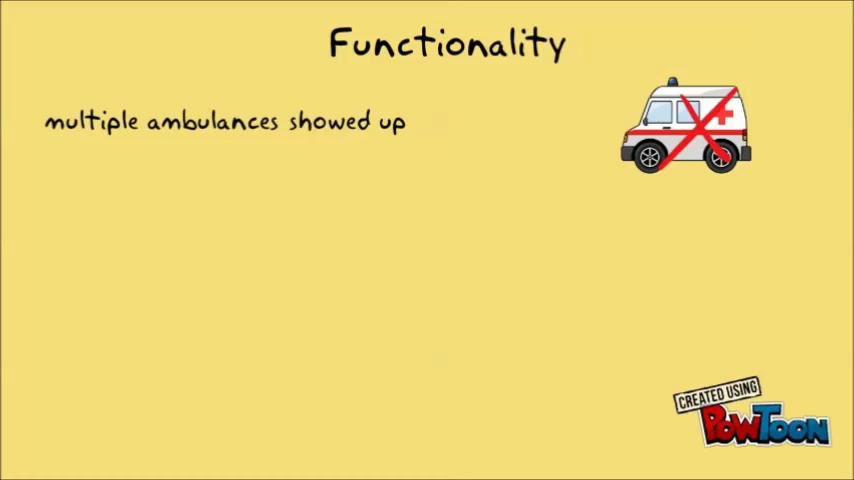 Functionality
multiple ambulances showed up
CREATED USING
POWTOON